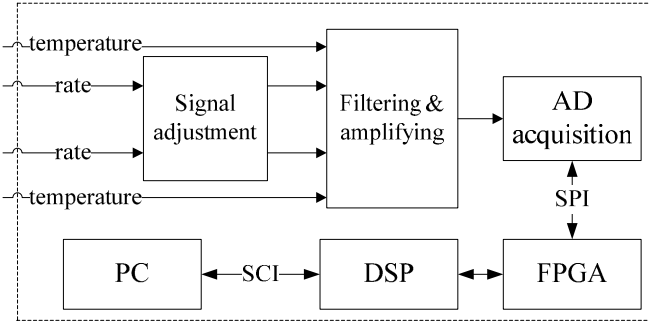 temperature
rate
Signal
adjustment
Filtering &
amplifying
AD
acquisition
rate
temperature
SPI
PC
SCI
DSP
FPGA